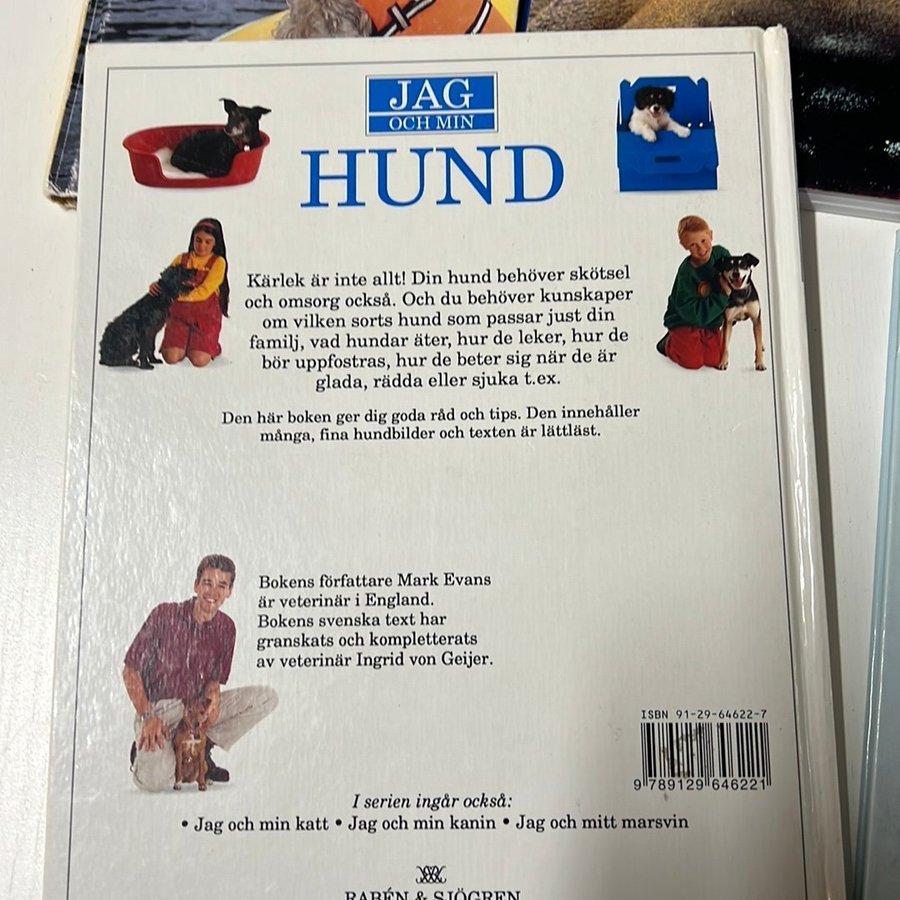 JAG
OCH MIN
HUND
Kärlek är inte allt! Din hund behöver skötsel
och omsorg också. Och du behöver kunskaper
om vilken sorts hund som passar just din
familj, vad hundar äter, hur de leker, hur de
bör uppfostras, hur de beter sig när de är
glada, rädda eller sjuka t.ex.
Den här boken ger dig goda råd och tips. Den innehåller
många, fina hundbilder och texten är lättläst.
Bokens författare Mark Evans
är veterinär i England.
Bokens svenska text har
granskats och kompletterats
av veterinär Ingrid von Geijer.
ISBN 91-29-64622-7
9 789129 646221
I serien ingår också:
• Jag och min katt • Jag och min kanin • Jag och mitt marsvin
RABÉN & SJÖGREN